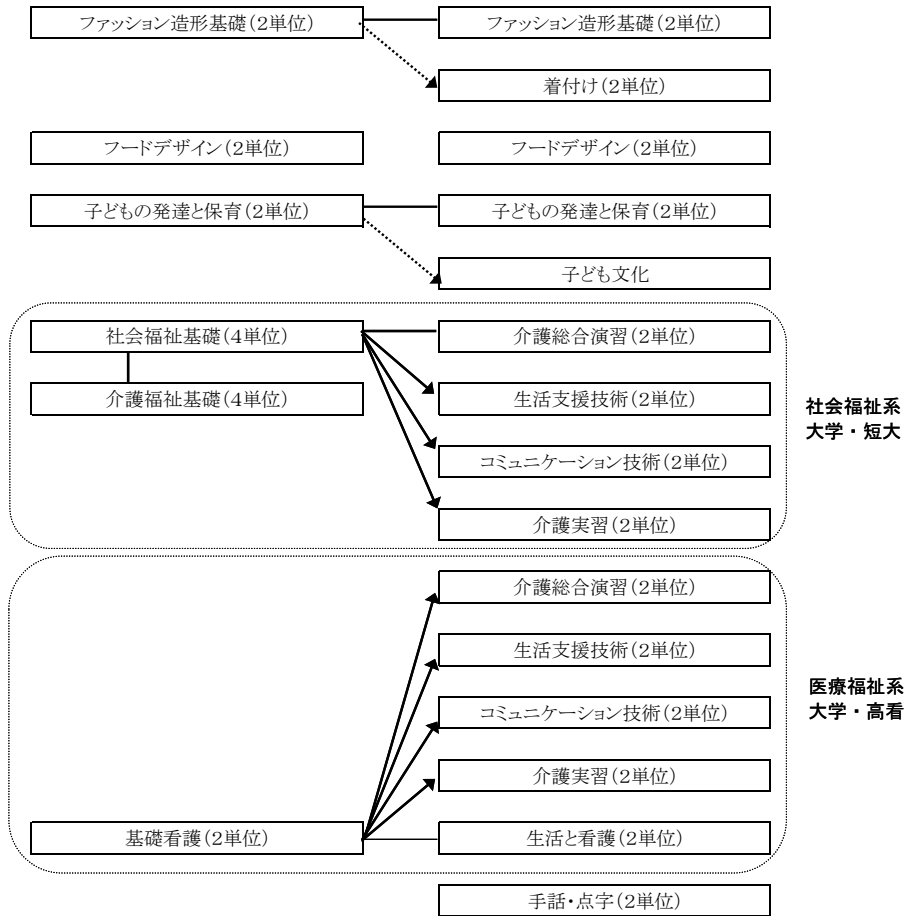 ファッション造形基礎(2単位)
ファッション造形基礎(2単位)
着付け(2単位)
フードデザイン(2単位)
フードデザイン(2単位)
子どもの発達と保育(2単位)
子どもの発達と保育(2単位)
子ども文化
社会福祉基礎(4単位)
介護総合演習(2単位)
介護福祉基礎(4単位)
生活支援技術(2単位)
コミュニケーション技術(2単位)
介護実習(2単位)
社会福祉系
大学・短大
介護総合演習(2単位)
生活支援技術(2単位)
コミュニケーション技術(2単位)
介護実習(2単位)
基礎看護(2単位)
生活と看護(2単位)
医療福祉系
大学・高看
手話・点字(2単位)